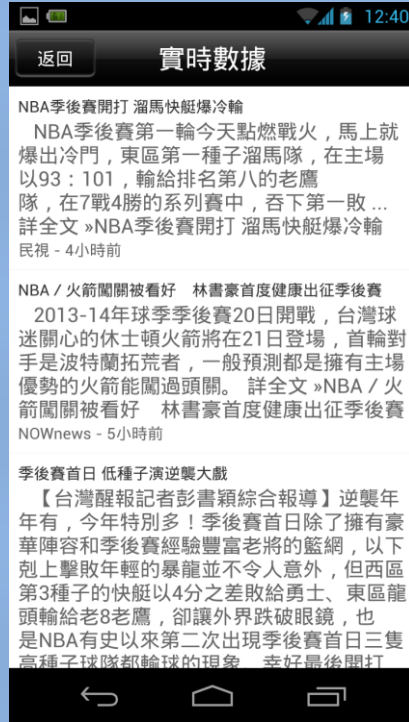 12:40
返回
實時數據
NBA季後賽開打 溜馬快艇爆冷輸
NBA季後賽第一輪今天點燃戰火，馬上就
爆出冷門，東區第一種子溜馬隊，在主場
以93：101，輸給排名第八的老鷹
隊，在7戰4勝的系列賽中，吞下第一敗 ...
詳全文 »NBA季後賽開打 溜馬快艇爆冷輸
民視 - 4小時前
NBA／火箭闖關被看好　林書豪首度健康出征季後賽
2013-14年球季季後賽20日開戰，台灣球
迷關心的休士頓火箭將在21日登場，首輪對
手是波特蘭拓荒者，一般預測都是擁有主場
優勢的火箭能闖過頭關。 詳全文 »NBA／火
箭闖關被看好　林書豪首度健康出征季後賽
NOWnews - 5小時前
季後賽首日 低種子演逆襲大戲
【台灣醒報記者彭書穎綜合報導】逆襲年
年有，今年特別多！季後賽首日除了擁有豪
華陣容和季後賽經驗豐富老將的籃網，以下
剋上擊敗年輕的暴龍並不令人意外，但西區
第3種子的快艇以4分之差敗給勇士、東區龍
頭輸給老8老鷹，卻讓外界跌破眼鏡，也
是NBA有史以來第二次出現季後賽首日三隻
高種子球隊都輸球的現象　幸好最後開打